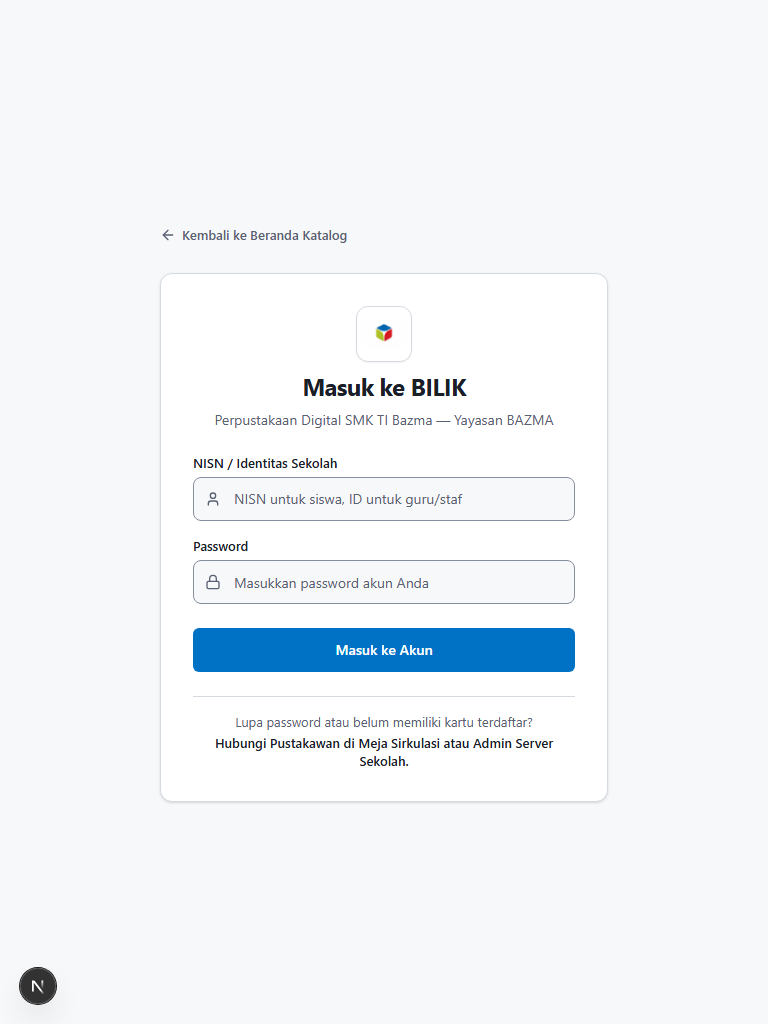 Kembali ke Beranda Katalog
Masuk ke BILIK
Perpustakaan Digital SMK TI Bazma — Yayasan BAZMA
NISN / Identitas Sekolah
NISN untuk siswa, ID untuk guru/staf
Password
Masukkan password akun Anda
Masuk ke Akun
Lupa password atau belum memiliki kartu terdaftar?
Hubungi Pustakawan di Meja Sirkulasi atau Admin Server
Sekolah.
N